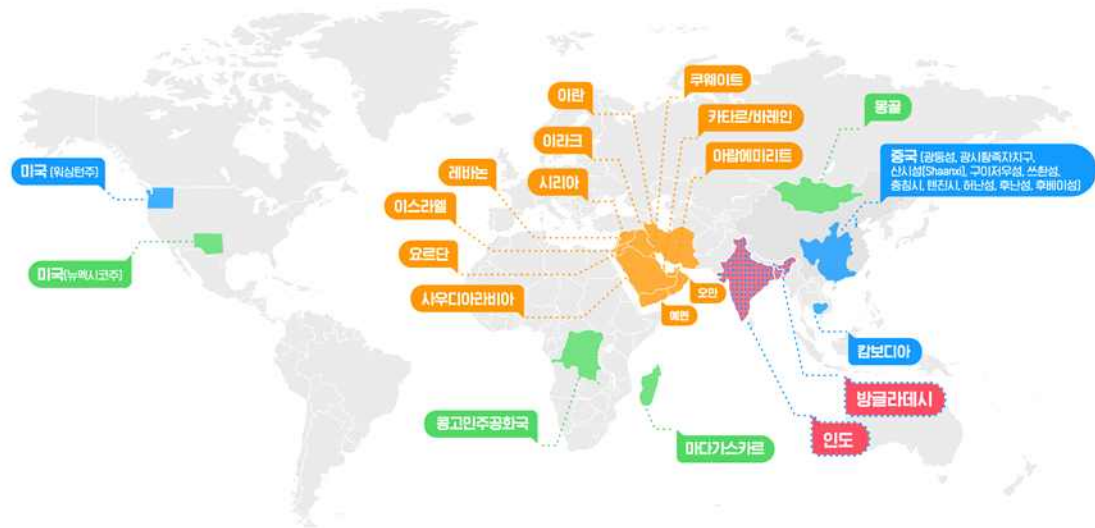 쿠웨이트
이란
카타르/바레인
몽골
이라크
아랍에미리트
중국 (광둥성, 광시좡족자치구,
산시성(Shaanxi), 구이저우성, 쓰촨성,
충칭시, 톈진시, 허난성, 후난성, 후베이성)
미국 (워싱턴주)
레바논
시리아
이스라엘
요르단
미국(뉴멕시코주)
사우디아라비아
오만
예멘
캄보디아
방글라데시
콩고민주공화국
인도
마다가스카르